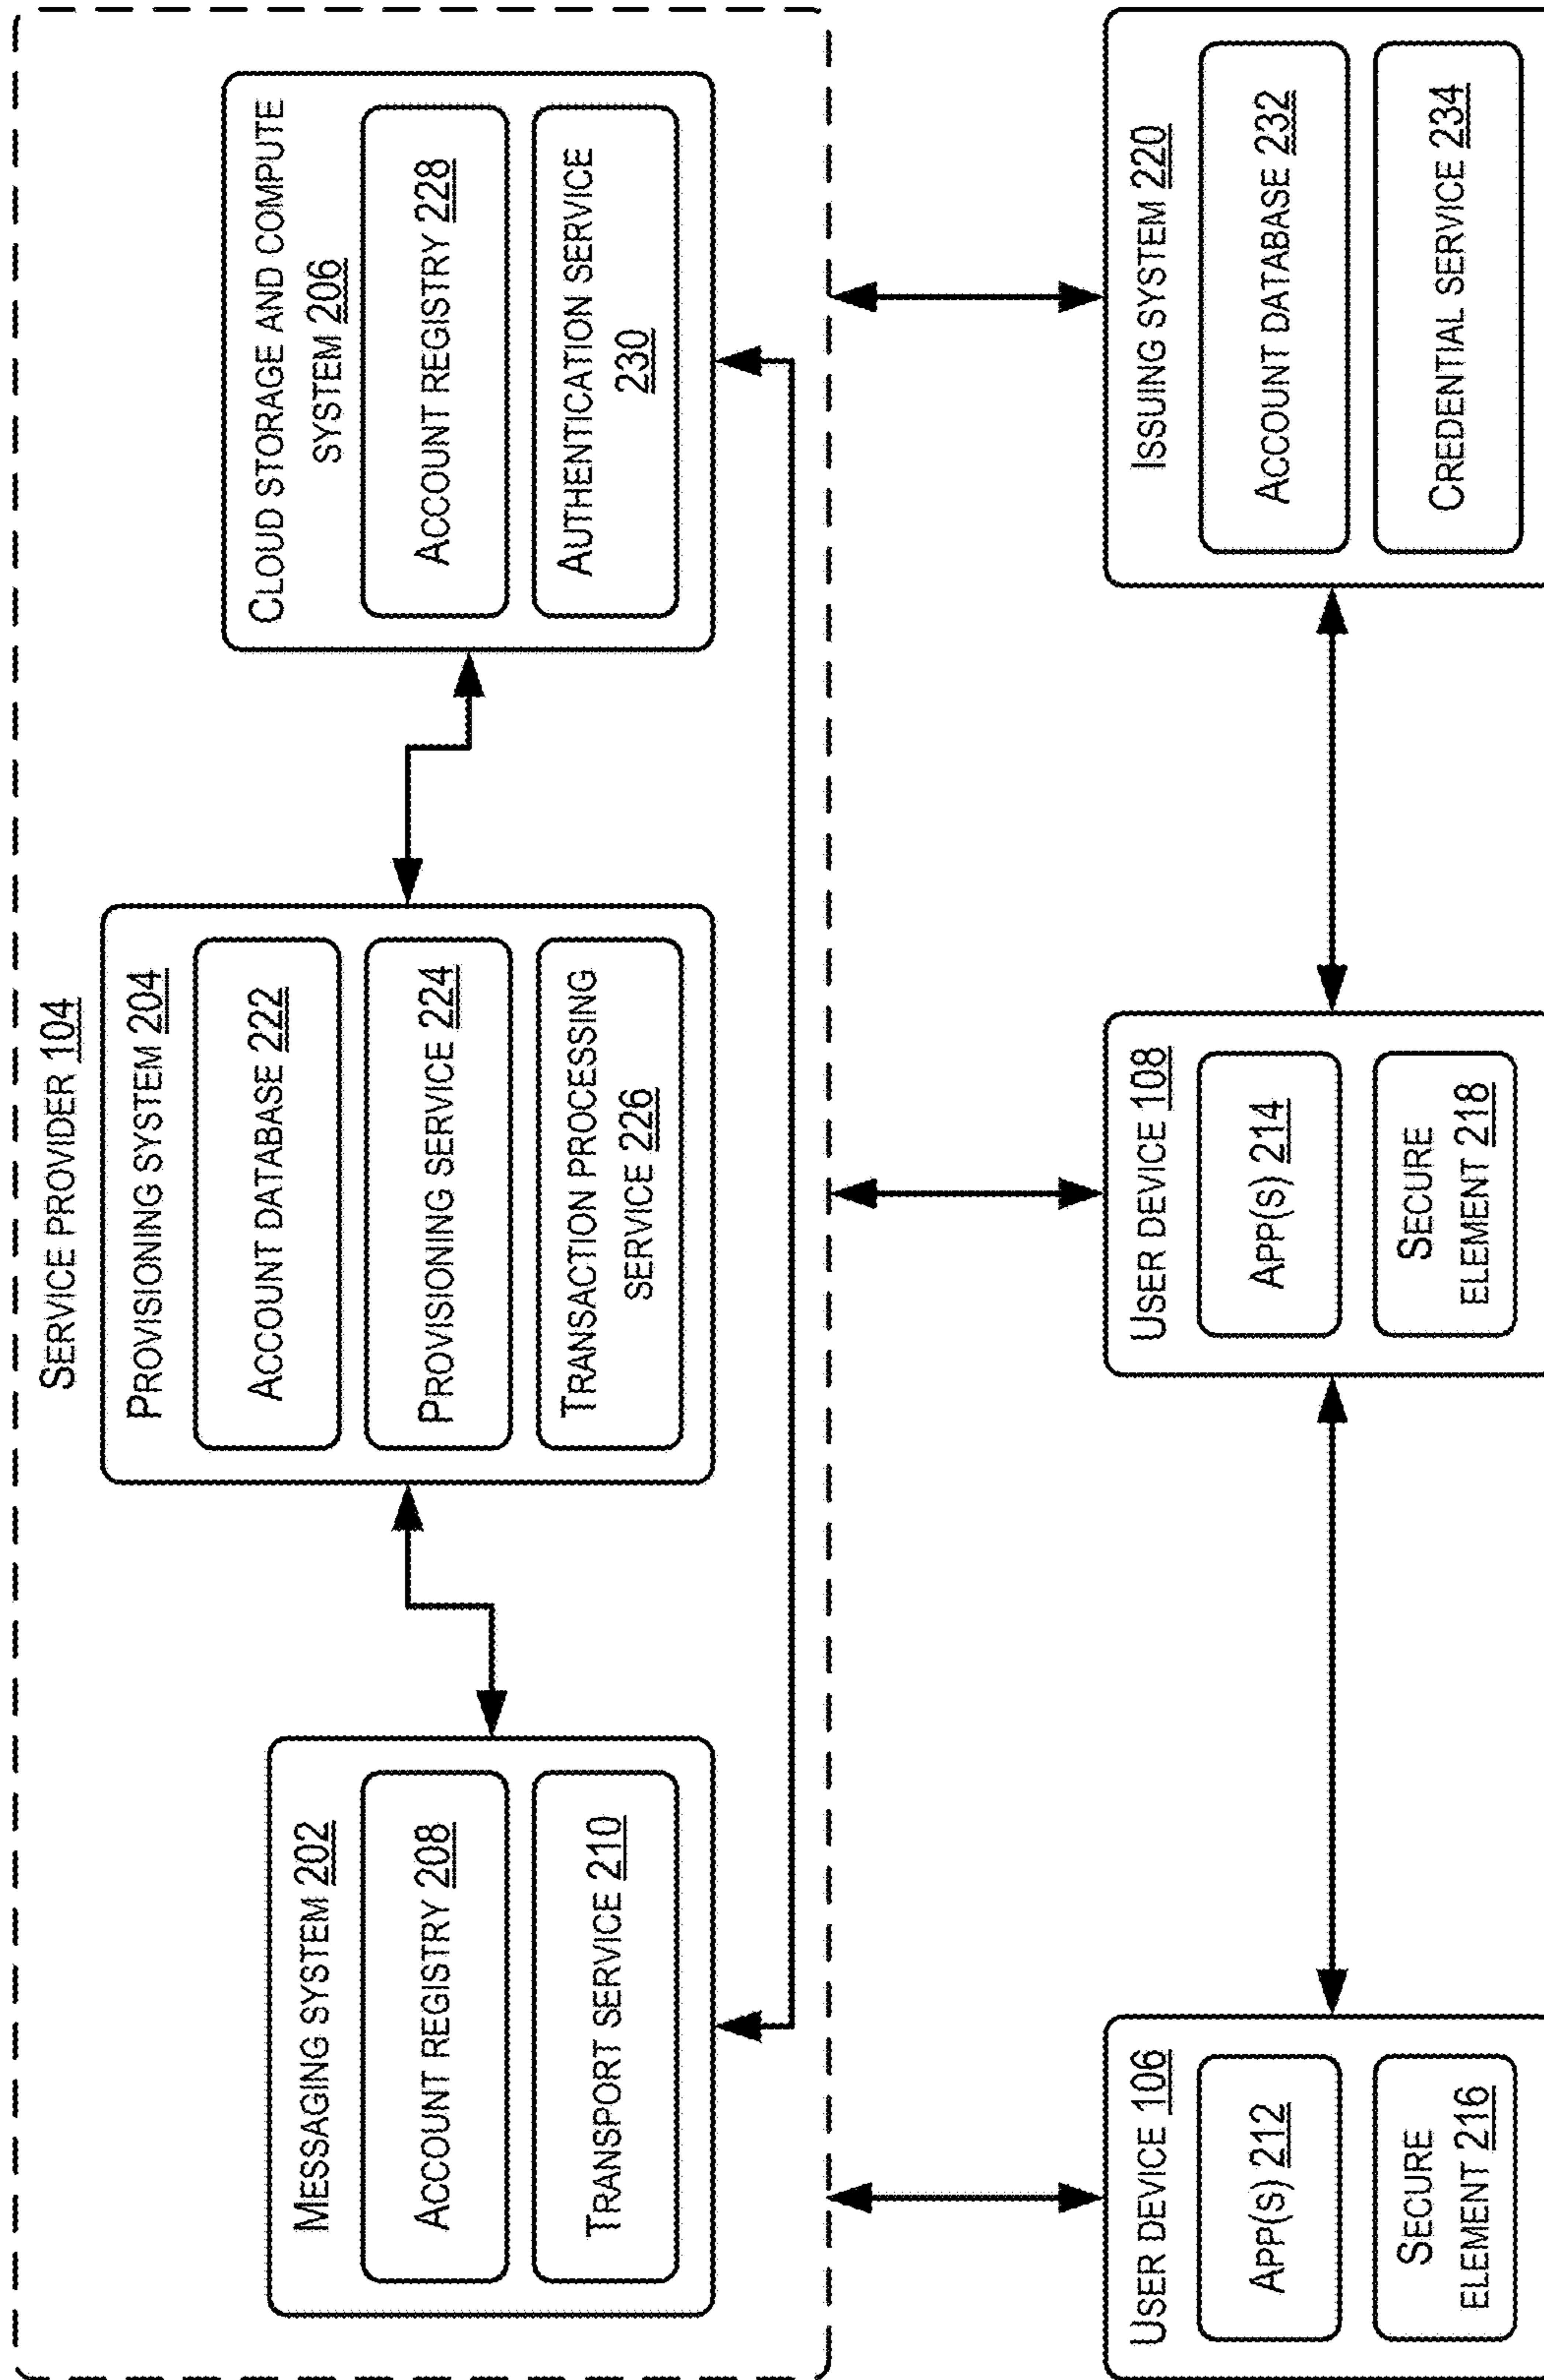 SERVICE PROVIDER 104
MESSAGING SYSTEM 202
ACCOUNT REGISTRY 208
TRANSPORT SERVICE 210
PROVISIONING SYSTEM 204
ACCOUNT DATABASE 222
PROVISIONING SERVICE 224
TRANSACTION PROCESSING
SERVICE 226
CLOUD STORAGE AND COMPUTE
SYSTEM 206
ACCOUNT REGISTRY 228
AUTHENTICATION SERVICE
230
USER DEVICE 106
APP(S) 212
SECURE
ELEMENT 216
USER DEVICE 108
APP(S) 214
SECURE
ELEMENT 218
ISSUING SYSTEM 220
ACCOUNT DATABASE 232
CREDENTIAL SERVICE 234